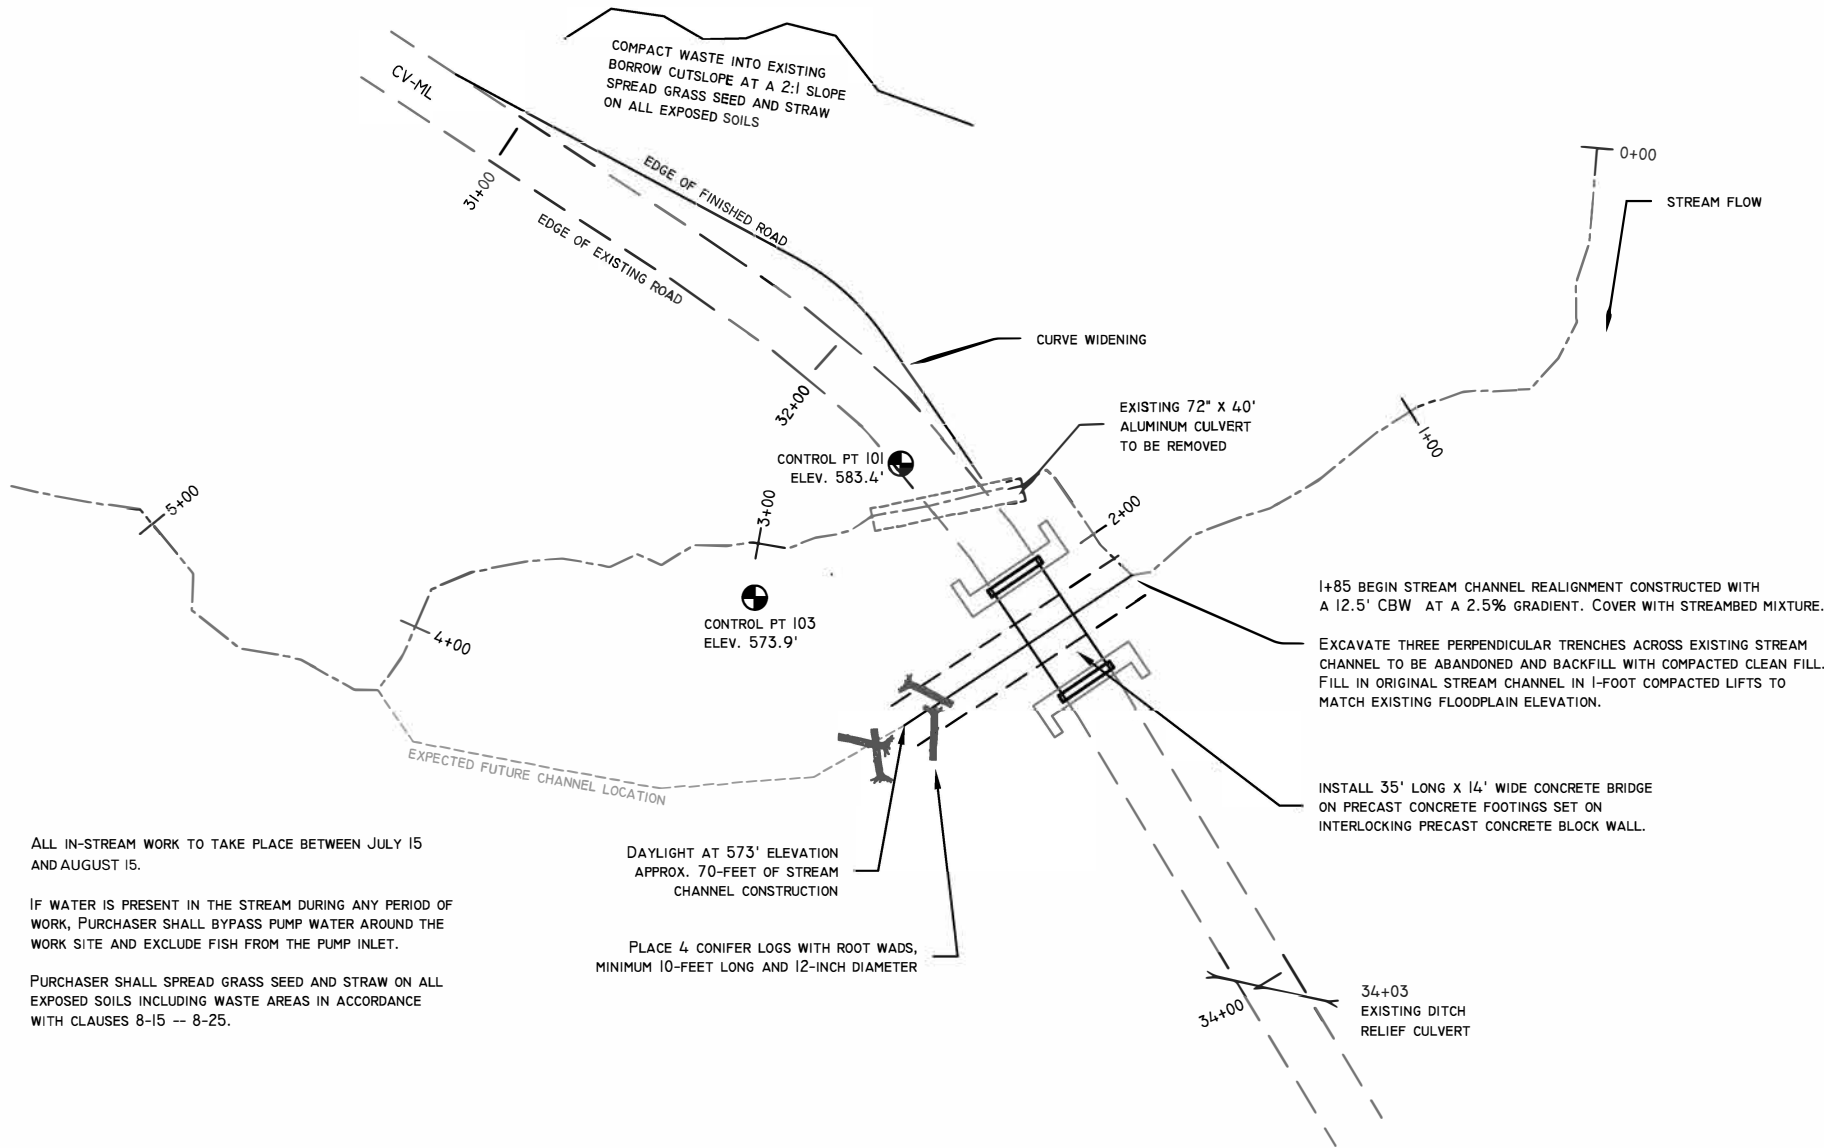 COMPACT WASTE INTO EXISTING
BORROW CUTSLOPE AT A 2:1 SLOPE
SPREAD GRASS SEED AND STRAW
ON ALL EXPOSED SOILS
CV-ML
31+00
EDGE OF FINISHED ROAD
EDGE OF EXISTING ROAD
0+00
STREAM FLOW
CURVE WIDENING
32+00
EXISTING 72" X 40'
ALUMINUM CULVERT
TO BE REMOVED
1+00
CONTROL PT 101
ELEV. 583.4'
5+00
3+00
2+00
CONTROL PT 103
ELEV. 573.9'
4+00
1+85 BEGIN STREAM CHANNEL REALIGNMENT CONSTRUCTED WITH
A 12.5' CBW AT A 2.5% GRADIENT. COVER WITH STREAMBED MIXTURE.
EXCAVATE THREE PERPENDICULAR TRENCHES ACROSS EXISTING STREAM
CHANNEL TO BE ABANDONED AND BACKFILL WITH COMPACTED CLEAN FILL.
FILL IN ORIGINAL STREAM CHANNEL IN 1-FOOT COMPACTED LIFTS TO
MATCH EXISTING FLOODPLAIN ELEVATION.
EXPECTED FUTURE CHANNEL LOCATION
INSTALL 35' LONG X 14' WIDE CONCRETE BRIDGE
ON PRECAST CONCRETE FOOTINGS SET ON
INTERLOCKING PRECAST CONCRETE BLOCK WALL.
ALL IN-STREAM WORK TO TAKE PLACE BETWEEN JULY 15
AND AUGUST 15.
IF WATER IS PRESENT IN THE STREAM DURING ANY PERIOD OF
WORK, PURCHASER SHALL BYPASS PUMP WATER AROUND THE
WORK SITE AND EXCLUDE FISH FROM THE PUMP INLET.
PURCHASER SHALL SPREAD GRASS SEED AND STRAW ON ALL
EXPOSED SOILS INCLUDING WASTE AREAS IN ACCORDANCE
WITH CLAUSES 8-15 -- 8-25.
DAYLIGHT AT 573' ELEVATION
APPROX. 70-FEET OF STREAM
CHANNEL CONSTRUCTION
PLACE 4 CONIFER LOGS WITH ROOT WADS,
MINIMUM 10-FEET LONG AND 12-INCH DIAMETER
34+00
34+03
EXISTING DITCH
RELIEF CULVERT